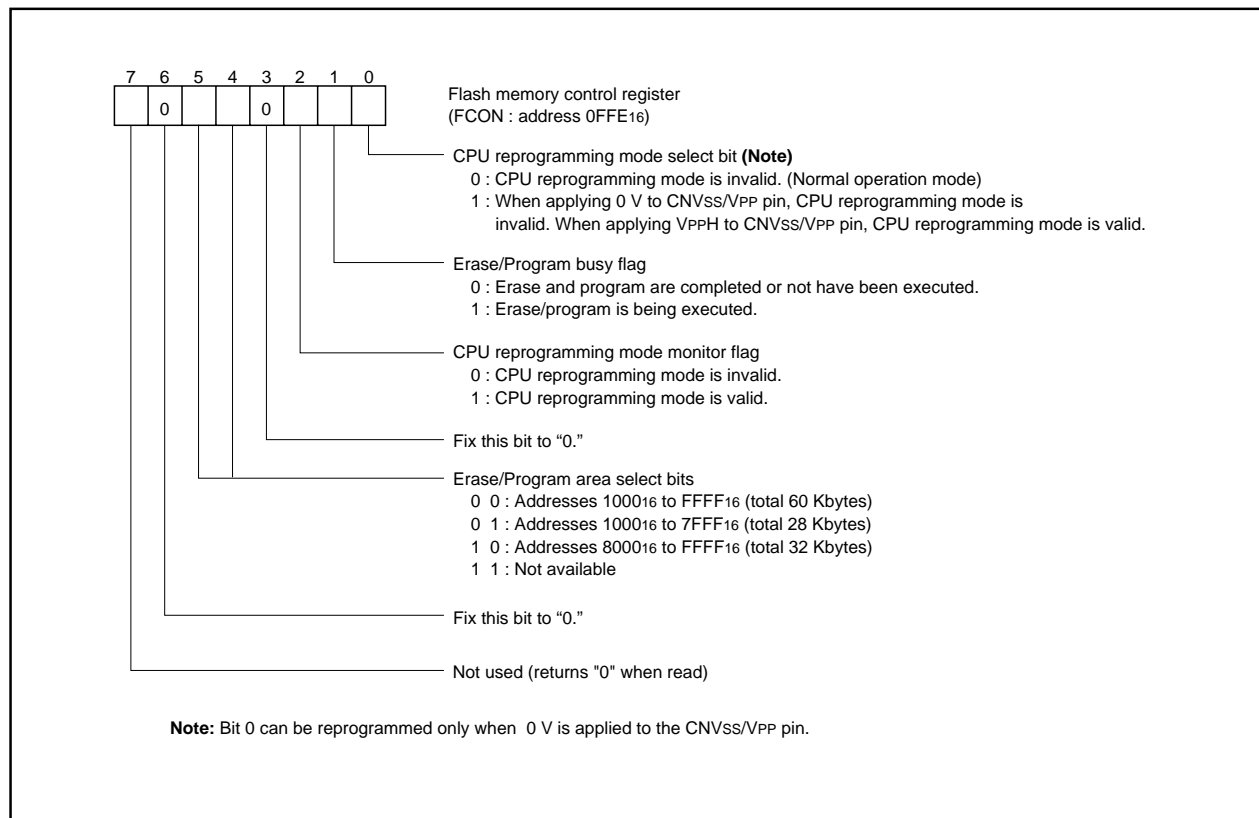 7 6 5 4 3 2 1 0
0 0
Flash memory control register
(FCON : address 0FFE16)
CPU reprogramming mode select bit (Note)
0 : CPU reprogramming mode is invalid. (Normal operation mode)
1 : When applying 0 V to CNVSS/VPP pin, CPU reprogramming mode is
invalid. When applying VPPH to CNVSS/VPP pin, CPU reprogramming mode is valid.
Erase/Program busy flag
0 : Erase and program are completed or not have been executed.
1 : Erase/program is being executed.
CPU reprogramming mode monitor flag
0 : CPU reprogramming mode is invalid.
1 : CPU reprogramming mode is valid.
Fix this bit to “0.”
Erase/Program area select bits
0 0 : Addresses 100016 to FFFF16 (total 60 Kbytes)
0 1 : Addresses 100016 to 7FFF16 (total 28 Kbytes)
1 0 : Addresses 800016 to FFFF16 (total 32 Kbytes)
1 1 : Not available
Fix this bit to “0.”
Not used (returns "0" when read)
Note: Bit 0 can be reprogrammed only when 0 V is applied to the CNVSS/VPP pin.